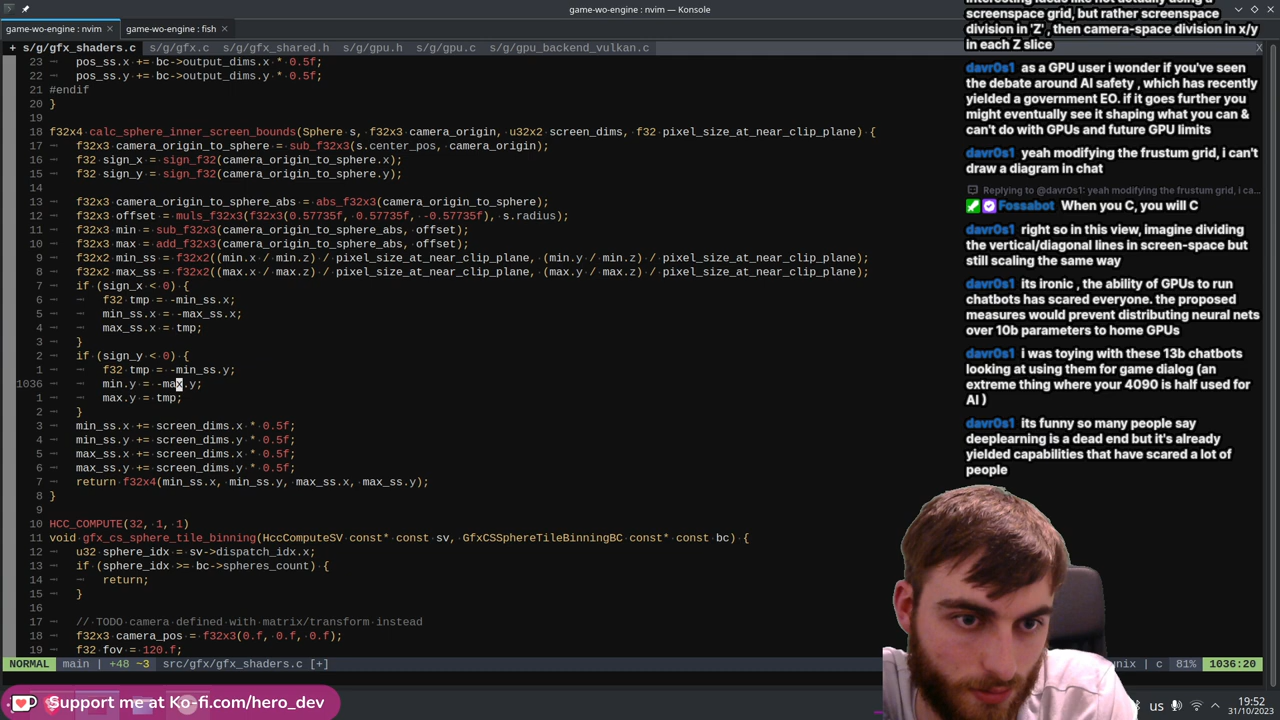 game-wo-engine : nvim — Konsole
game-wo-engine : nvim
game-wo-engine : fish
+ s/g/gfx_shaders.c  s/g/gfx.c  s/g/gfx_shared.h  s/g/gpu.h  s/g/gpu.c  s/g/gpu_backend_vulkan.c  X
23 pos_ss.x += bc->output_dims.x * 0.5f;
22 pos_ss.y += bc->output_dims.y * 0.5f;
21 #endif
20 }
19
18 f32x4 calc_sphere_inner_screen_bounds(Sphere s, f32x3 camera_origin, u32x2 screen_dims, f32 pixel_size_at_near_clip_plane) {
17 f32x3 camera_origin_to_sphere = sub_f32x3(s.center_pos, camera_origin);
16 f32 sign_x = sign_f32(camera_origin_to_sphere.x);
15 f32 sign_y = sign_f32(camera_origin_to_sphere.y);
14
13 f32x3 camera_origin_to_sphere_abs = abs_f32x3(camera_origin_to_sphere);
12 f32x3 offset = muls_f32x3(f32x3(0.57735f, 0.57735f, -0.57735f), s.radius);
11 f32x3 min = sub_f32x3(camera_origin_to_sphere_abs, offset);
10 f32x3 max = add_f32x3(camera_origin_to_sphere_abs, offset);
9 f32x2 min_ss = f32x2((min.x / min.z) / pixel_size_at_near_clip_plane, (min.y / min.z) / pixel_size_at_near_clip_plane);
8 f32x2 max_ss = f32x2((max.x / max.z) / pixel_size_at_near_clip_plane, (max.y / max.z) / pixel_size_at_near_clip_plane);
7 if (sign_x < 0) {
6 f32 tmp = -min_ss.x;
5 min_ss.x = -max_ss.x;
4 max_ss.x = tmp;
3 }
2 if (sign_y < 0) {
1 f32 tmp = -min_ss.y;
1036 min.y = -max.y;
1 max.y = tmp;
2 }
3 min_ss.x += screen_dims.x * 0.5f;
4 min_ss.y += screen_dims.y * 0.5f;
5 max_ss.x += screen_dims.x * 0.5f;
6 max_ss.y += screen_dims.y * 0.5f;
7 return f32x4(min_ss.x, min_ss.y, max_ss.x, max_ss.y);
8 }
9
10 HCC_COMPUTE(32, 1, 1)
11 void gfx_cs_sphere_tile_binning(HccComputeSV const* const sv, GfxCSSphereTileBinningBC const* const bc) {
12 u32 sphere_idx = sv->dispatch_idx.x;
13 if (sphere_idx >= bc->spheres_count) {
14 return;
15 }
16
17 // TODO camera defined with matrix/transform instead
18 f32x3 camera_pos = f32x3(0.f, 0.f, 0.f);
19 f32 fov = 120.f;
NORMAL  main | +48 ~3 | src/gfx/gfx_shaders.c [+]
unix | c  81%  1036:20
Support me at Ko-fi.com/hero_dev
us
19:52
31/10/2023
interesting ideas like not actually using a
screenspace grid, but rather screenspace
division in 'Z' , then camera-space division in x/y
in each Z slice
davr0s1 as a GPU user i wonder if you've seen
the debate around AI safety , which has recently
yielded a government EO. if it goes further you
might eventually see it shaping what you can &
can't do with GPUs and future GPU limits
davr0s1 yeah modifying the frustum grid, i can't
draw a diagram in chat
Replying to @davr0s1: yeah modifying the frustum grid, i ca...
Fossabot When you C, you will C
davr0s1 right so in this view, imagine dividing
the vertical/diagonal lines in screen-space but
still scaling the same way
davr0s1 its ironic , the ability of GPUs to run
chatbots has scared everyone. the proposed
measures would prevent distributing neural nets
over 10b parameters to home GPUs
davr0s1 i was toying with these 13b chatbots
looking at using them for game dialog (an
extreme thing where your 4090 is half used for
AI )
davr0s1 its funny so many people say
deeplearning is a dead end but it's already
yielded capabilities that have scared a lot of
people